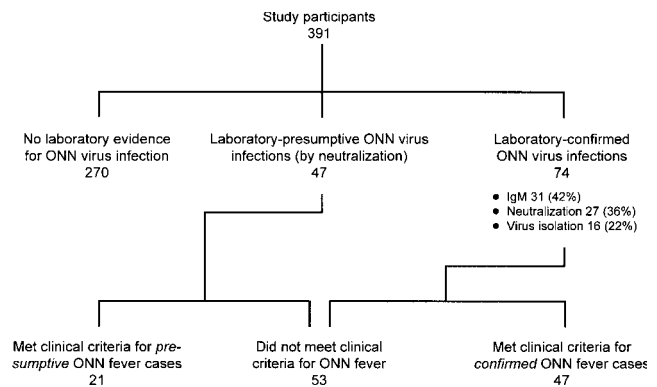 Study participants
391
No laboratory evidence
for ONN virus infection
270
Laboratory-presumptive ONN virus
infections (by neutralization)
47
Laboratory-confirmed
ONN virus infections
74
● IgM 31 (42%)
● Neutralization 27 (36%)
● Virus isolation 16 (22%)
Met clinical criteria for pre-
sumptive ONN fever cases
21
Did not meet clinical
criteria for ONN fever
53
Met clinical criteria for
confirmed ONN fever cases
47